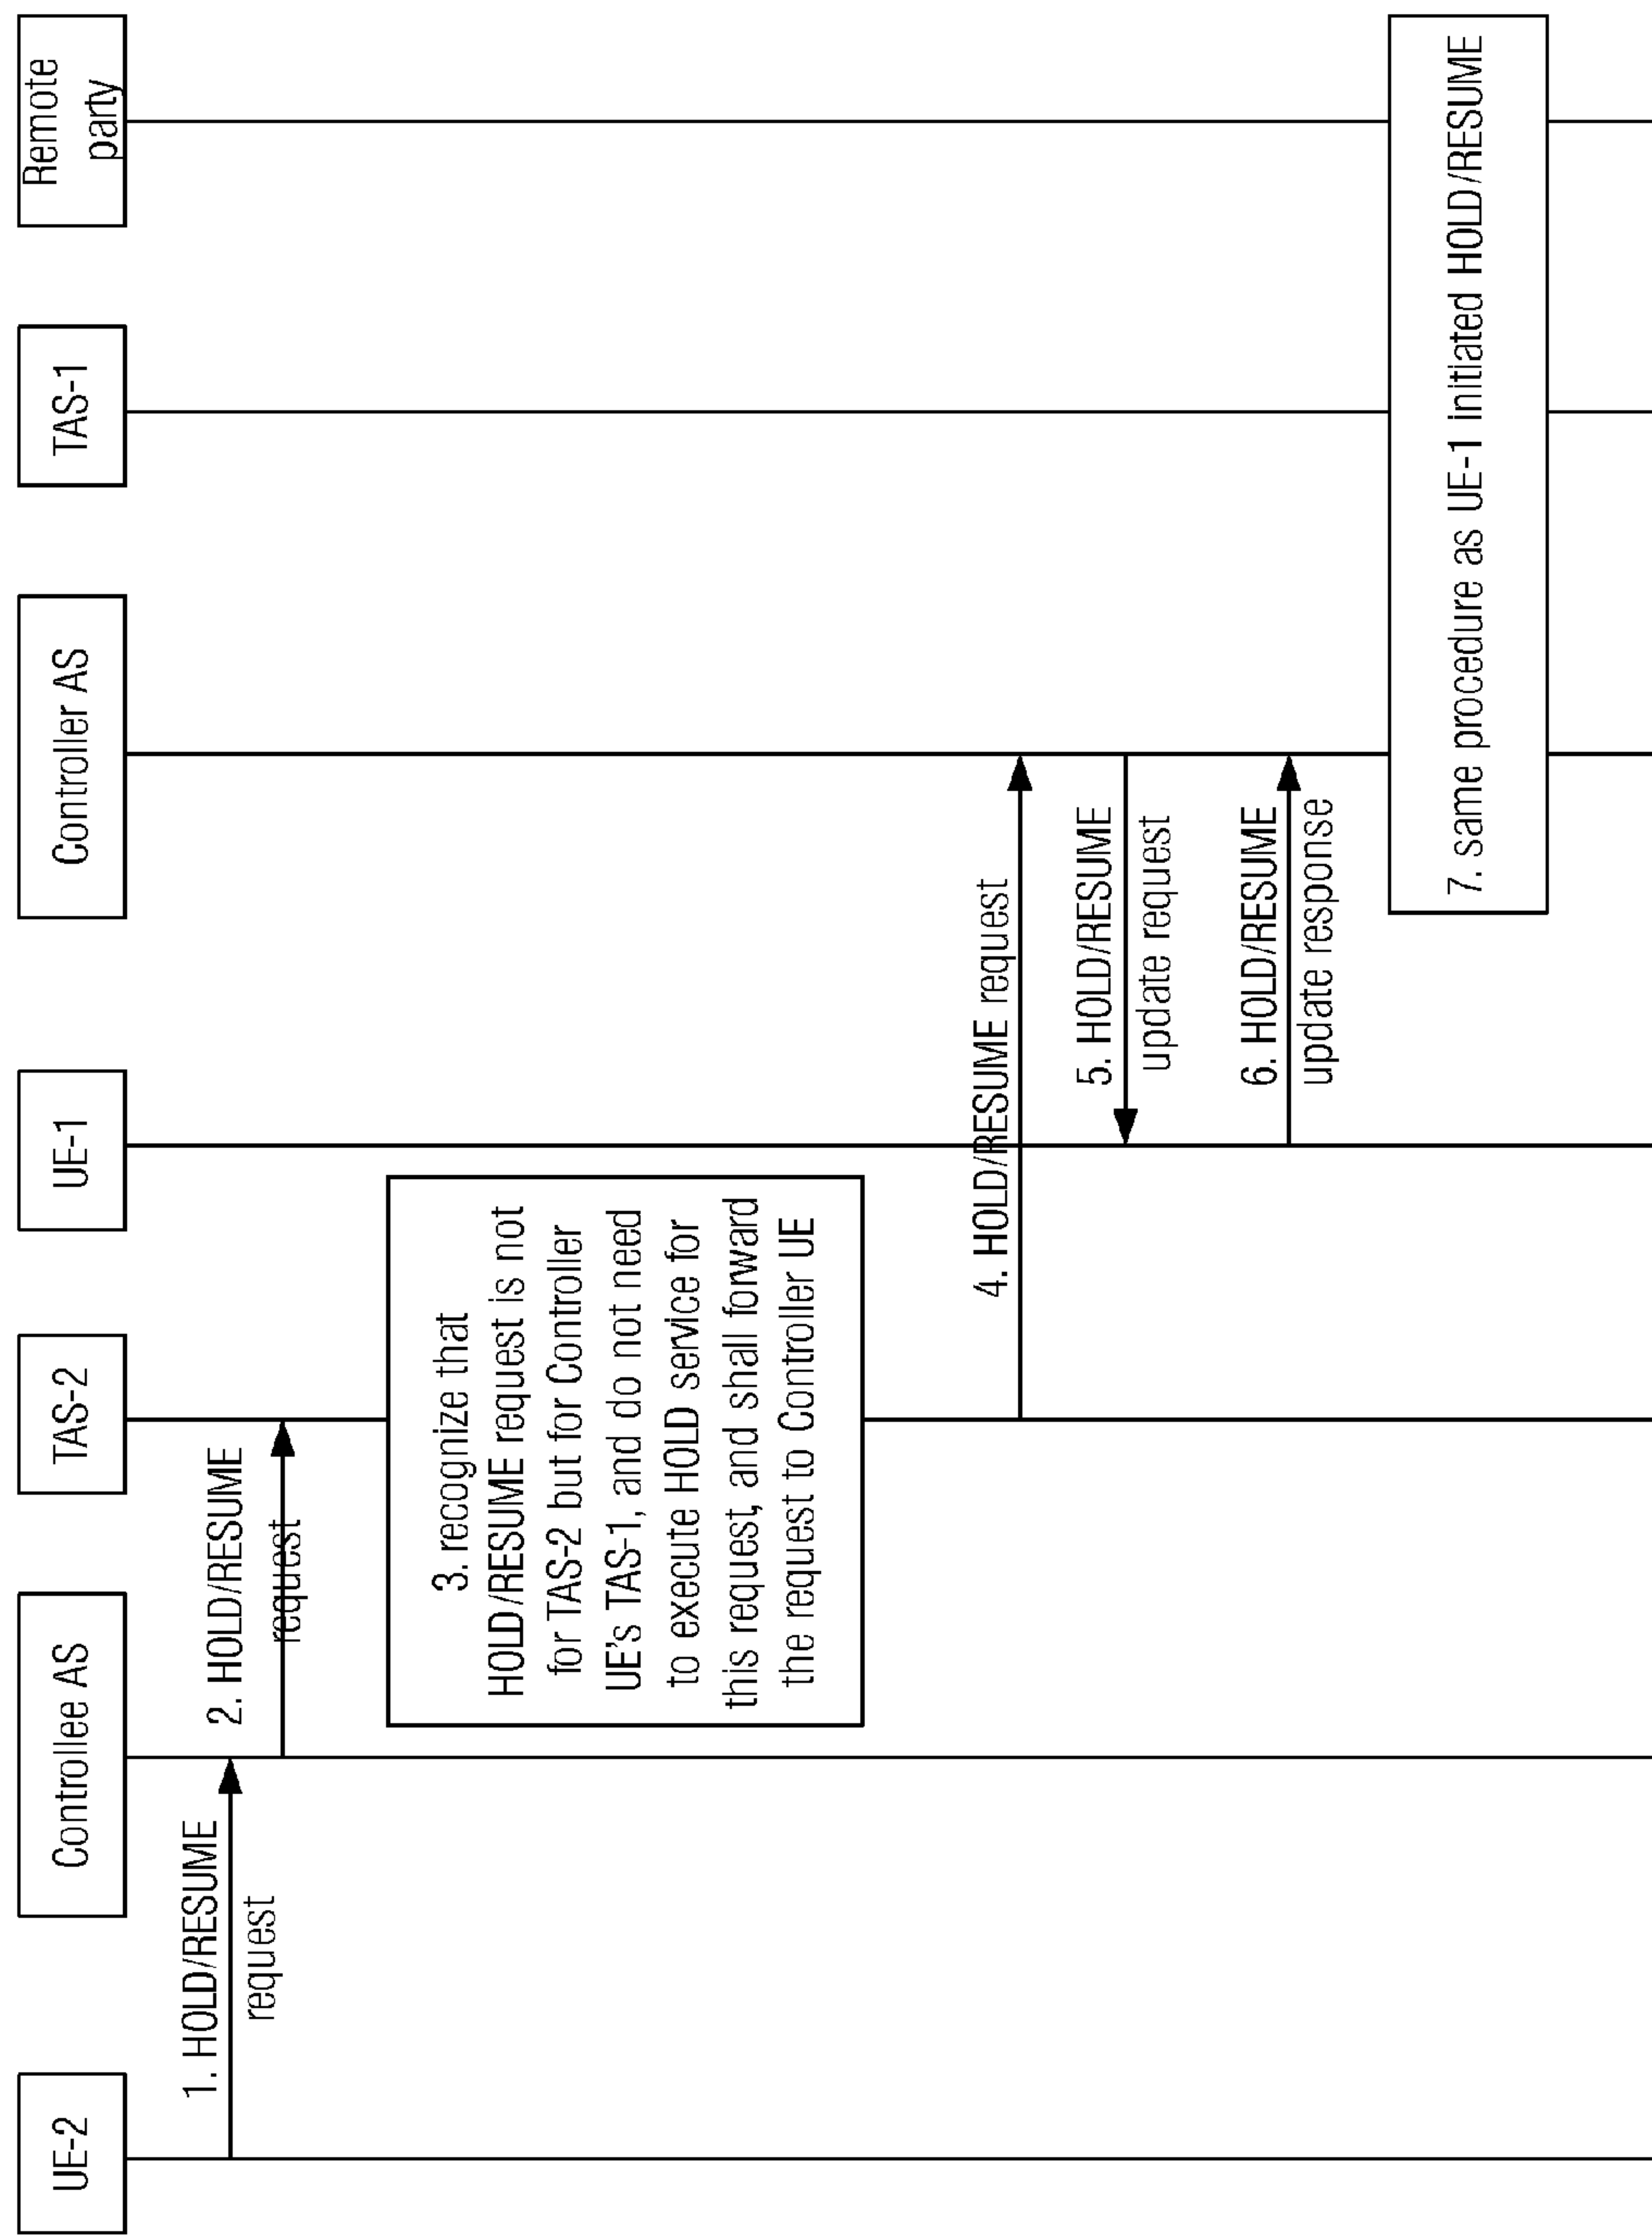 UE-2
Controllee AS
TAS-2
UE-1
Controller AS
TAS-1
Remote
party
1. HOLD/RESUME
request
2. HOLD/RESUME
request
3. recognize that
HOLD/RESUME request is not
for TAS-2 but for Controller
UE's TAS-1, and do not need
to execute HOLD service for
this request, and shall forward
the request to Controller UE
4. HOLD/RESUME request
5. HOLD/RESUME
update request
6. HOLD/RESUME
update response
7. same procedure as UE-1 initiated HOLD/RESUME